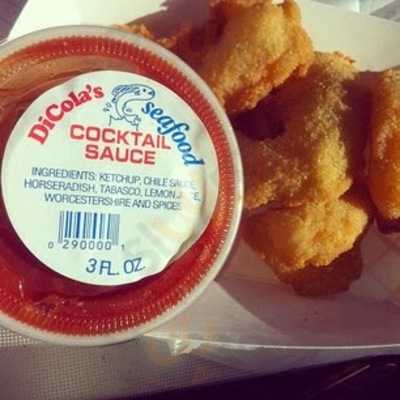 DiCola's
seafood
COCKTAIL
SAUCE
INGREDIENTS: KETCHUP, CHILE SAUCE,
HORSERADISH, TABASCO, LEMON JUICE,
WORCESTERSHIRE AND SPICES
0 290000 1
3 FL. OZ.